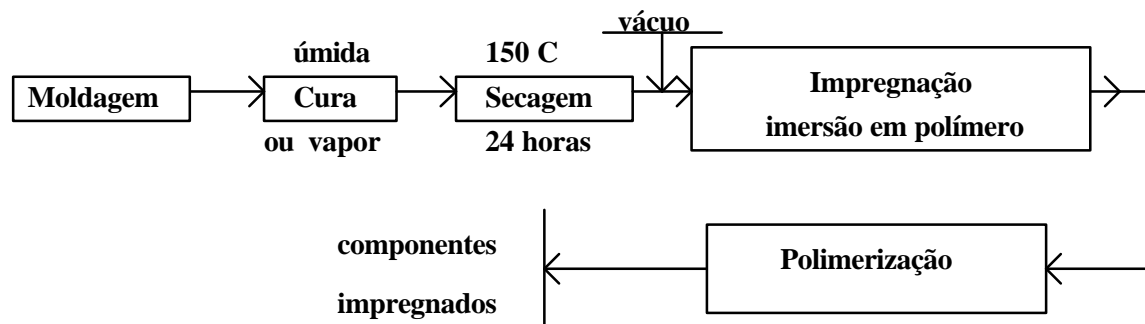 Moldagem
úmida
Cura
ou vapor
150 C
Secagem
24 horas
vácuo
Impregnação
imersão em polímero
Polimerização
componentes
impregnados